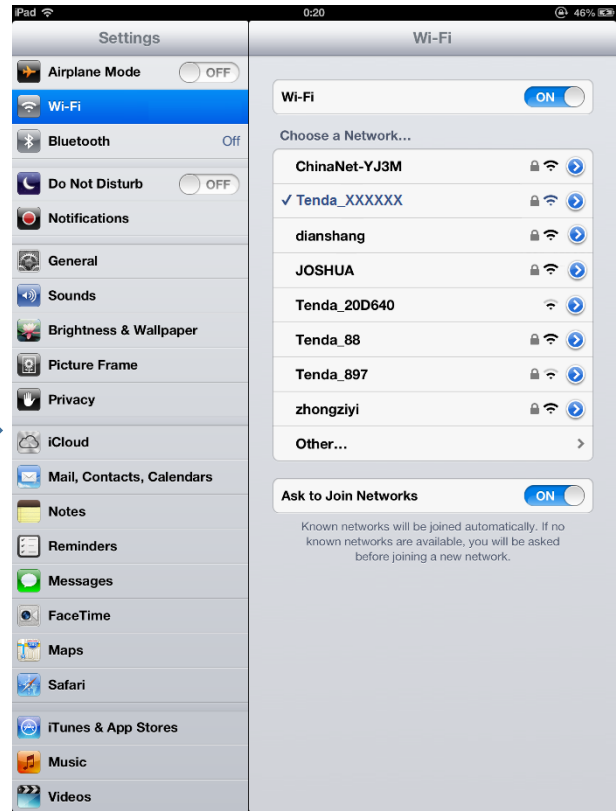 iPad 0:20 46%
Settings
Airplane Mode OFF
Wi-Fi
Bluetooth Off
Do Not Disturb OFF
Notifications
General
Sounds
Brightness & Wallpaper
Picture Frame
Privacy
iCloud
Mail, Contacts, Calendars
Notes
Reminders
Messages
FaceTime
Maps
Safari
iTunes & App Stores
Music
Videos
Wi-Fi
Wi-Fi ON
Choose a Network...
ChinaNet-YJ3M
✓ Tenda_XXXXXX
dianshang
JOSHUA
Tenda_20D640
Tenda_88
Tenda_897
zhongziyi
Other...
Ask to Join Networks ON
Known networks will be joined automatically. If no
known networks are available, you will be asked
before joining a new network.